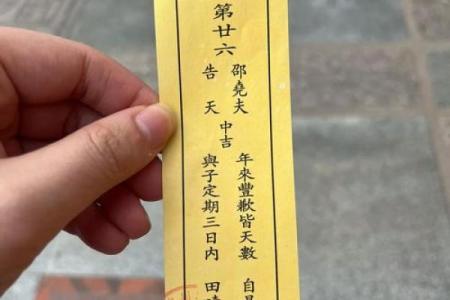 第廿六
邵堯夫
告天
中吉
年來豐歉皆天數 自
與子定期三日內 田